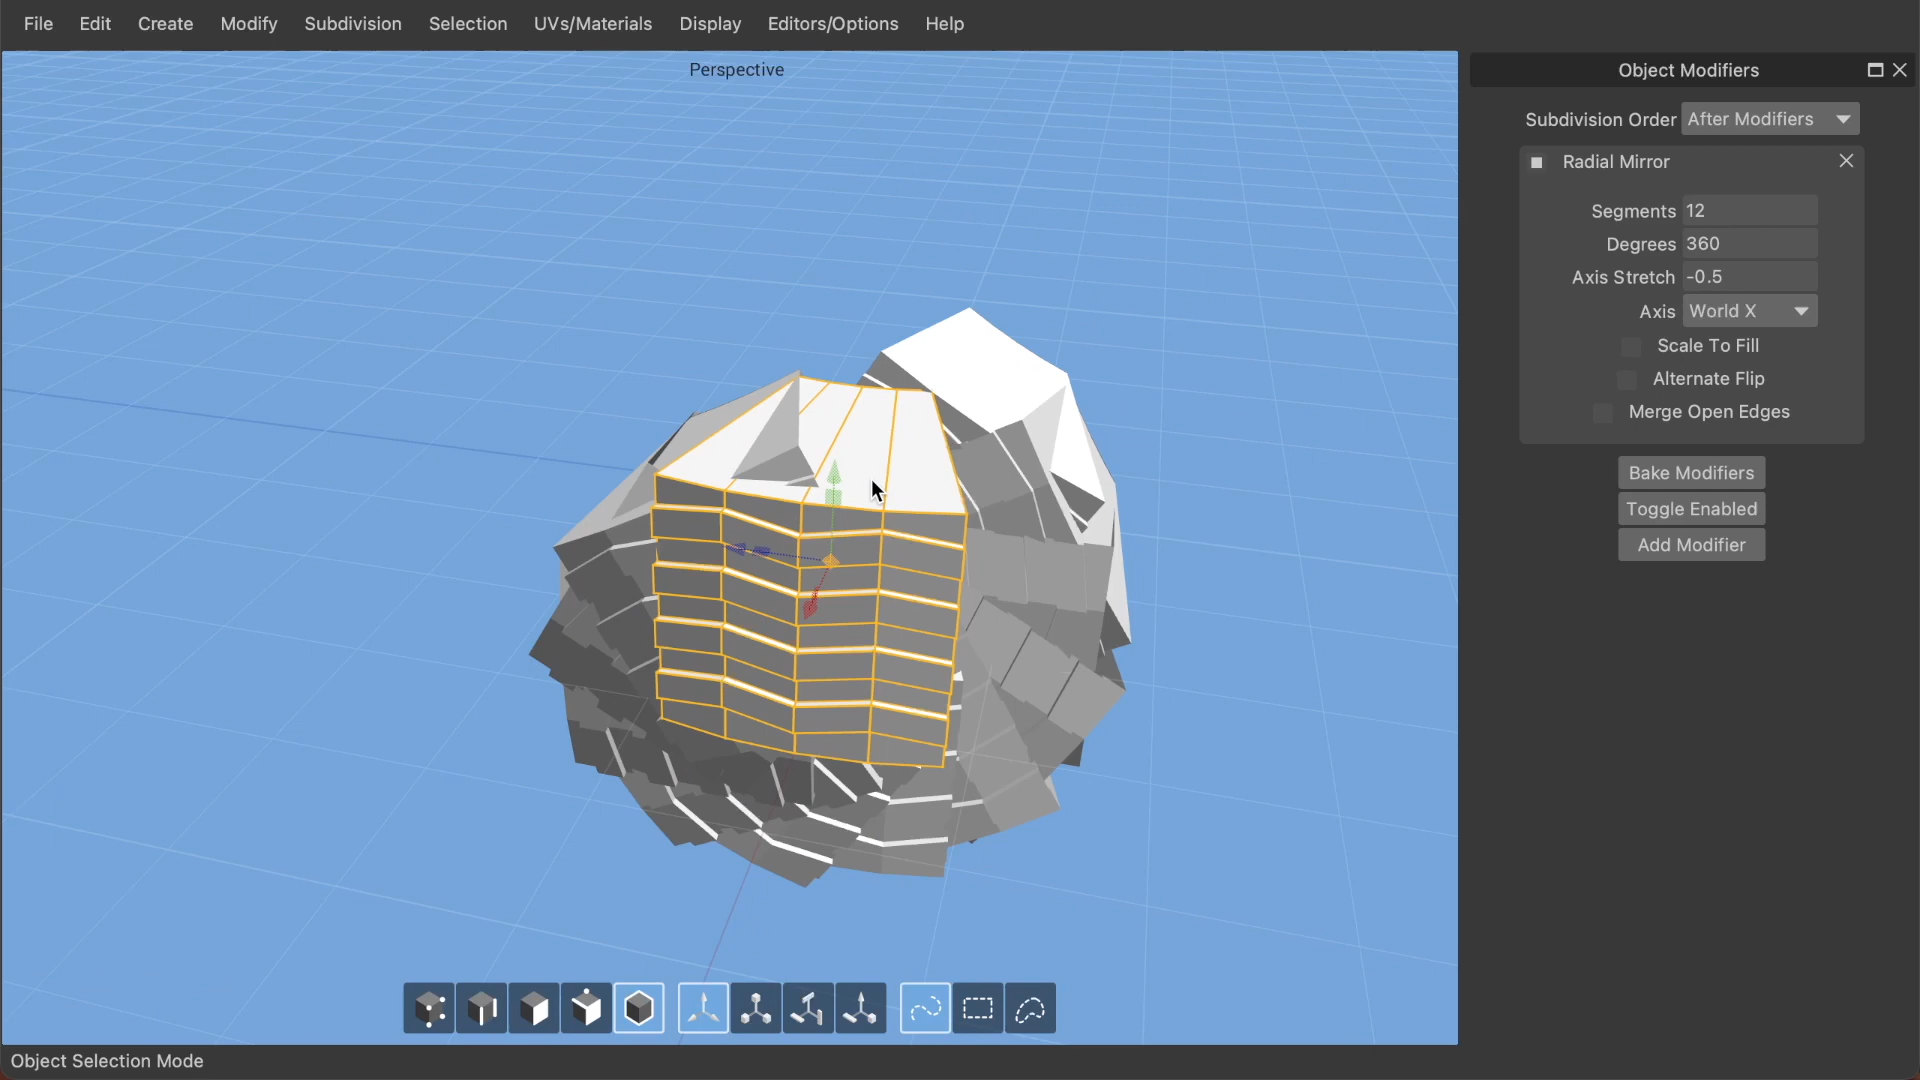 File Edit Create Modify Subdivision Selection UVs/Materials Display Editors/Options Help
Perspective
Object Modifiers
Subdivision Order After Modifiers
Radial Mirror
Segments 12
Degrees 360
Axis Stretch -0.5
Axis World X
Scale To Fill
Alternate Flip
Merge Open Edges
Bake Modifiers
Toggle Enabled
Add Modifier
Object Selection Mode